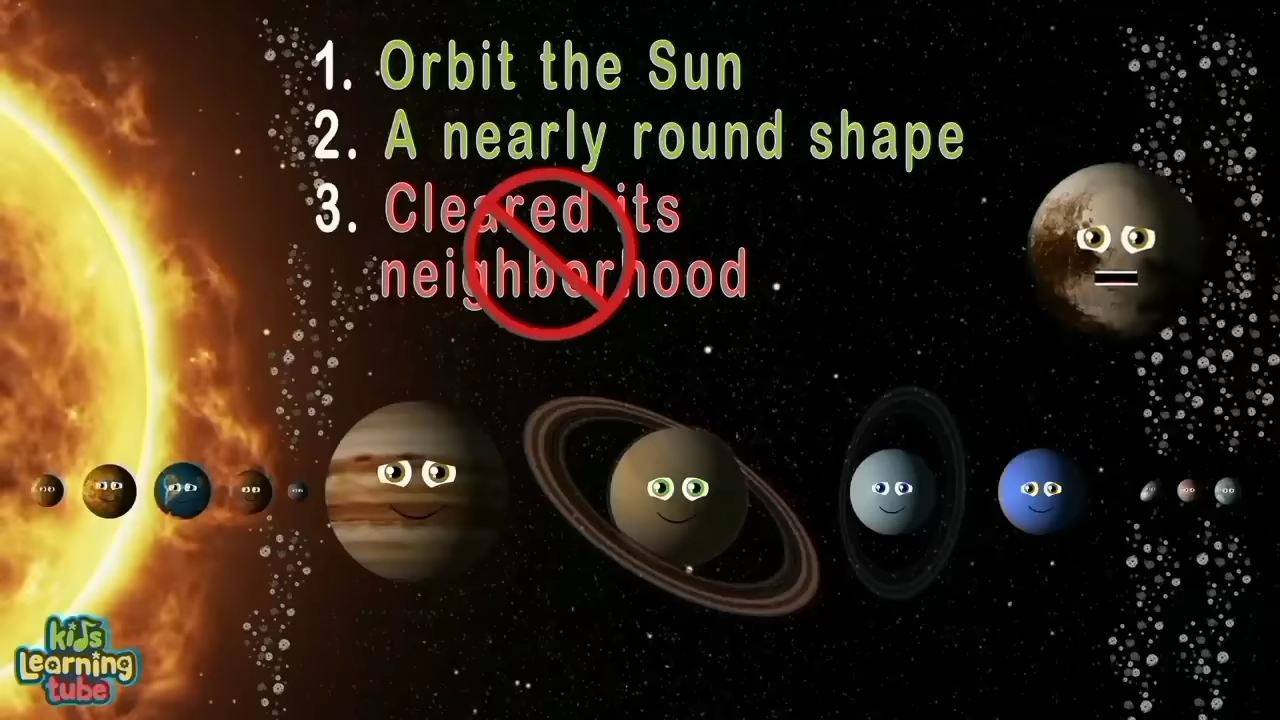 1. Orbit the Sun
2. A nearly round shape
3. Cleared its
neighborhood
kids
Learning
tube